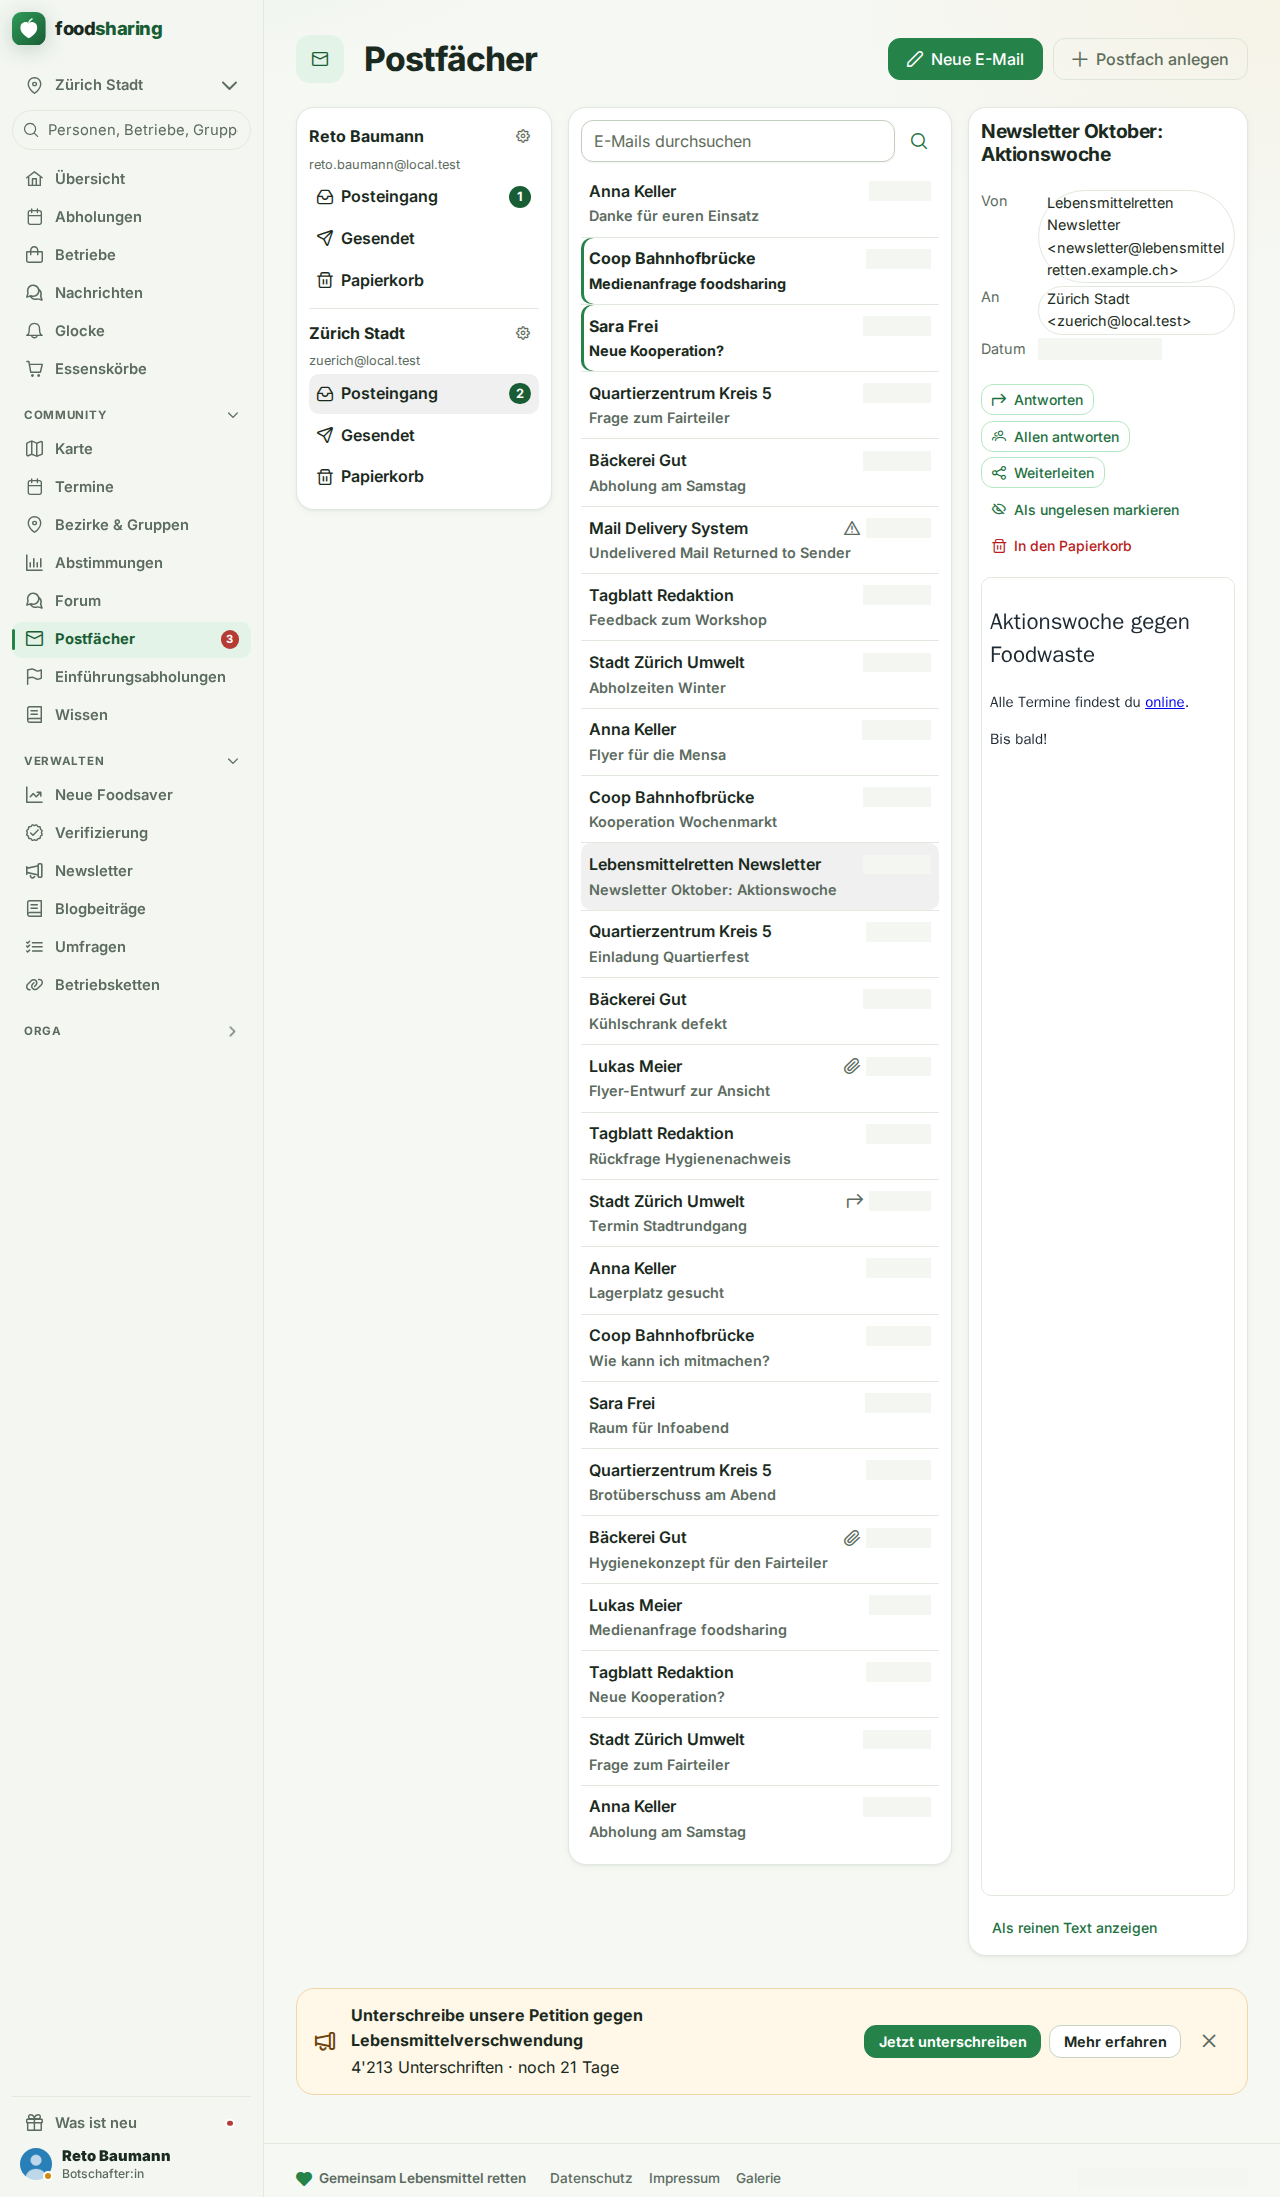 foodsharing
Zürich Stadt
Personen, Betriebe, Grupp
Übersicht
Abholungen
Betriebe
Nachrichten
Glocke
Essenskörbe
COMMUNITY
Karte
Termine
Bezirke & Gruppen
Abstimmungen
Forum
Postfächer 3
Einführungsabholungen
Wissen
VERWALTEN
Neue Foodsaver
Verifizierung
Newsletter
Blogbeiträge
Umfragen
Betriebsketten
ORGA
Was ist neu
Reto Baumann
Botschafter:in
Postfächer
Neue E-Mail
Postfach anlegen
Reto Baumann
reto.baumann@local.test
Posteingang 1
Gesendet
Papierkorb
Zürich Stadt
zuerich@local.test
Posteingang 2
Gesendet
Papierkorb
E-Mails durchsuchen
Anna Keller
Danke für euren Einsatz
Coop Bahnhofbrücke
Medienanfrage foodsharing
Sara Frei
Neue Kooperation?
Quartierzentrum Kreis 5
Frage zum Fairteiler
Bäckerei Gut
Abholung am Samstag
Mail Delivery System
Undelivered Mail Returned to Sender
Tagblatt Redaktion
Feedback zum Workshop
Stadt Zürich Umwelt
Abholzeiten Winter
Anna Keller
Flyer für die Mensa
Coop Bahnhofbrücke
Kooperation Wochenmarkt
Lebensmittelretten Newsletter
Newsletter Oktober: Aktionswoche
Quartierzentrum Kreis 5
Einladung Quartierfest
Bäckerei Gut
Kühlschrank defekt
Lukas Meier
Flyer-Entwurf zur Ansicht
Tagblatt Redaktion
Rückfrage Hygienenachweis
Stadt Zürich Umwelt
Termin Stadtrundgang
Anna Keller
Lagerplatz gesucht
Coop Bahnhofbrücke
Wie kann ich mitmachen?
Sara Frei
Raum für Infoabend
Quartierzentrum Kreis 5
Brotüberschuss am Abend
Bäckerei Gut
Hygienekonzept für den Fairteiler
Lukas Meier
Medienanfrage foodsharing
Tagblatt Redaktion
Neue Kooperation?
Stadt Zürich Umwelt
Frage zum Fairteiler
Anna Keller
Abholung am Samstag
Newsletter Oktober:
Aktionswoche
Von
Lebensmittelretten
Newsletter
<newsletter@lebensmittel
retten.example.ch>
An
Zürich Stadt
<zuerich@local.test>
Datum
Antworten
Allen antworten
Weiterleiten
Als ungelesen markieren
In den Papierkorb
Aktionswoche gegen
Foodwaste
Alle Termine findest du online.
Bis bald!
Als reinen Text anzeigen
Unterschreibe unsere Petition gegen
Lebensmittelverschwendung
4'213 Unterschriften · noch 21 Tage
Jetzt unterschreiben
Mehr erfahren
Gemeinsam Lebensmittel retten
Datenschutz
Impressum
Galerie